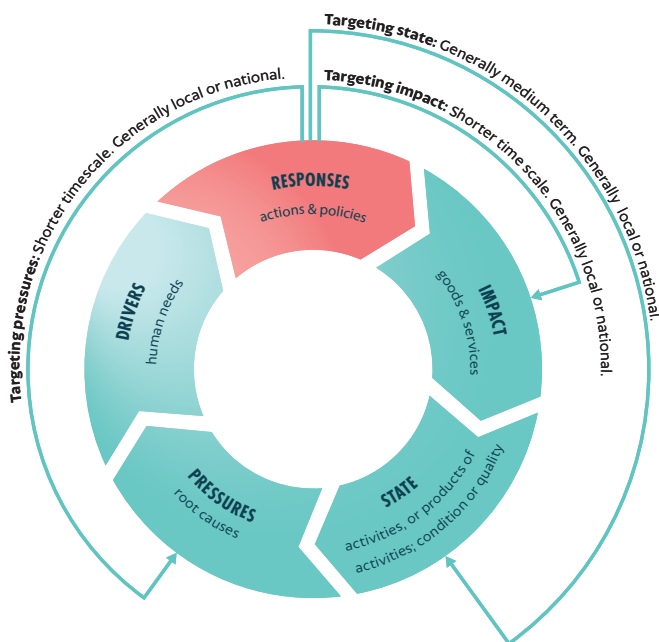 Targeting state: Generally medium term. Generally local or national.
Targeting impact: Shorter time scale. Generally local or national.
Targeting pressures: Shorter timescale. Generally local or national.
RESPONSES
actions & policies
IMPACT
goods & services
STATE
activities, or products of
activities; condition or quality
PRESSURES
root causes
DRIVERS
human needs